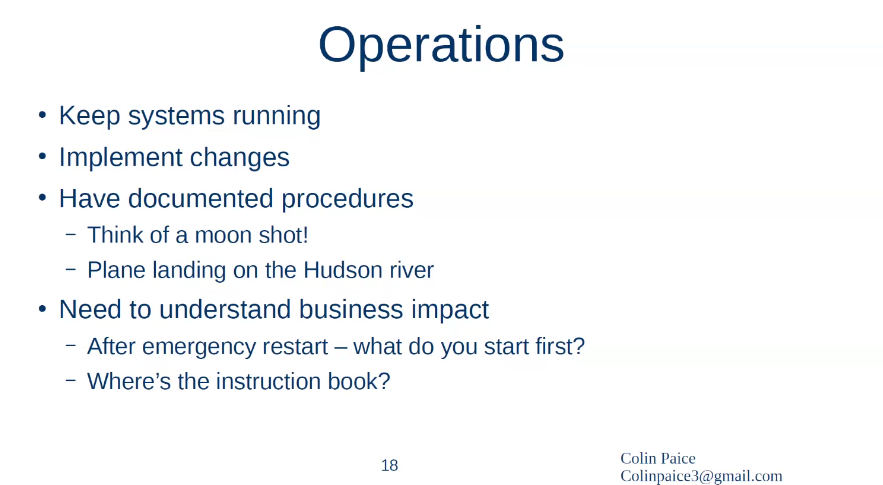 Operations
• Keep systems running
• Implement changes
• Have documented procedures
– Think of a moon shot!
– Plane landing on the Hudson river
• Need to understand business impact
– After emergency restart – what do you start first?
– Where’s the instruction book?
18
Colin Paice
Colinpaice3@gmail.com